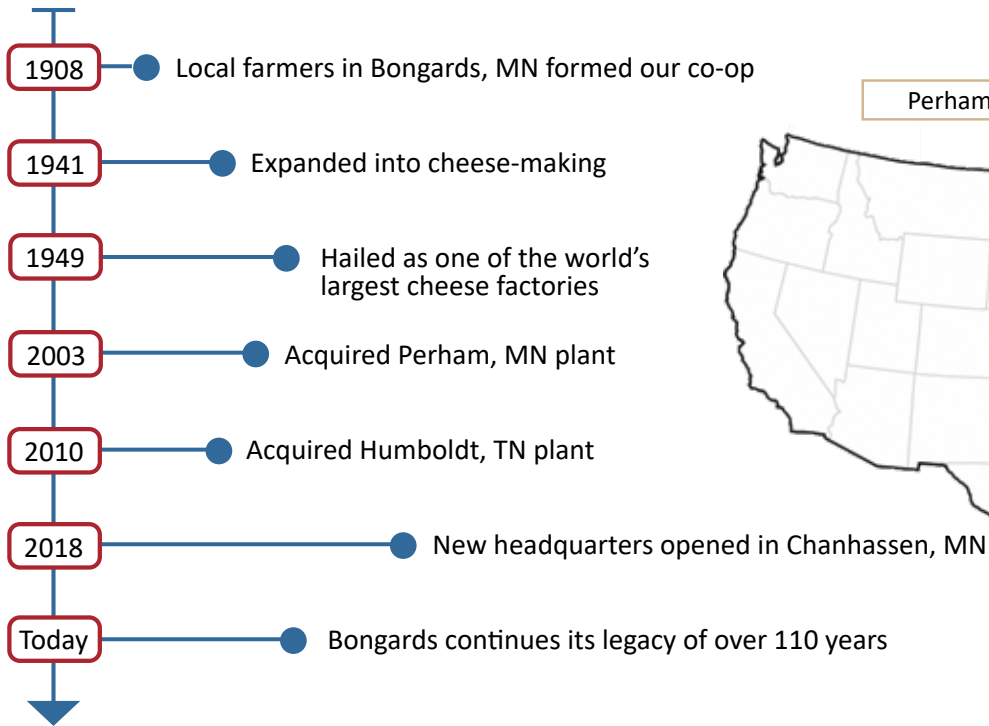 1908
Local farmers in Bongards, MN formed our co-op
Perham
1941
Expanded into cheese-making
1949
Hailed as one of the world’s
largest cheese factories
2003
Acquired Perham, MN plant
2010
Acquired Humboldt, TN plant
2018
New headquarters opened in Chanhassen, MN
Today
Bongards continues its legacy of over 110 years